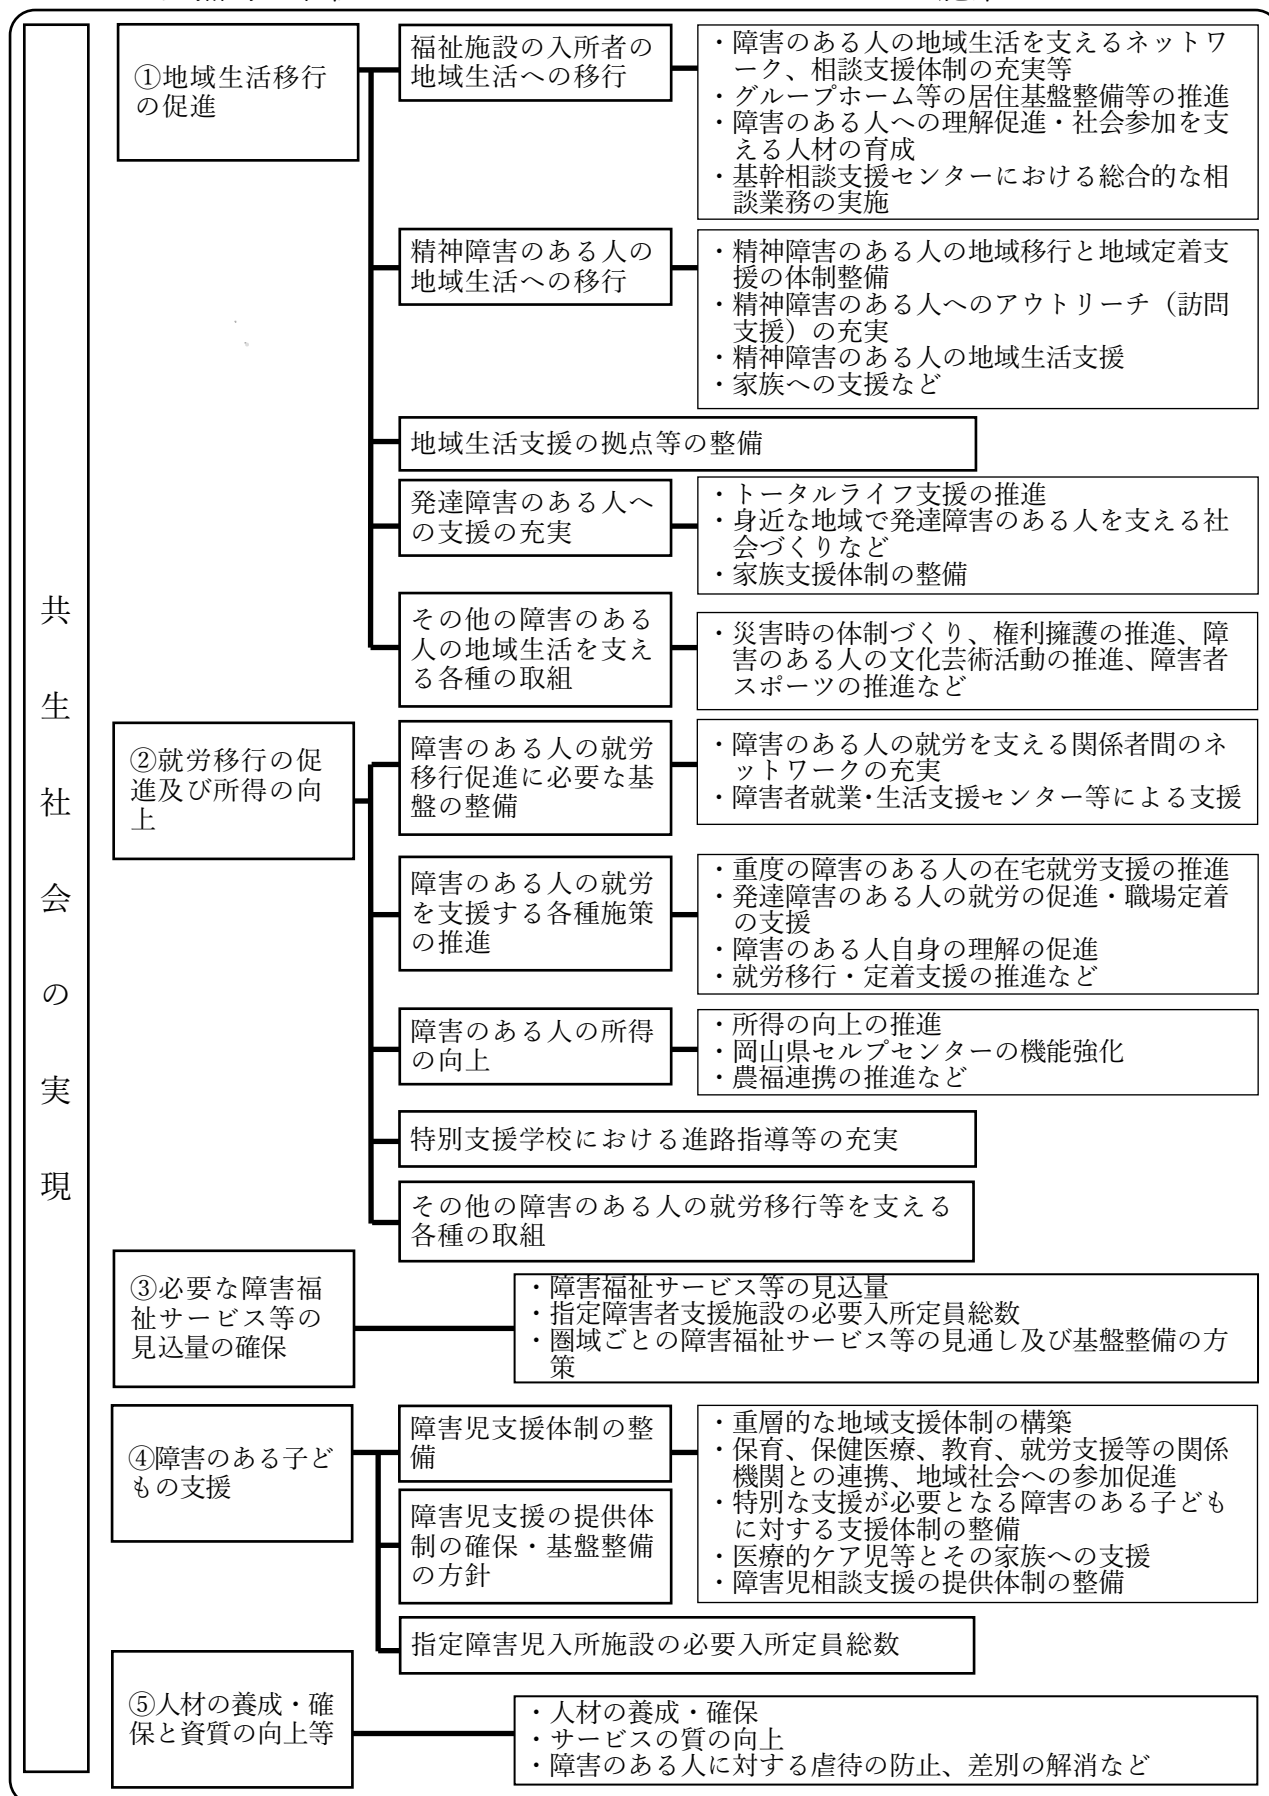 共生社会の実現
①地域生活移行
の促進
福祉施設の入所者の
地域生活への移行
・障害のある人の地域生活を支えるネットワ
ーク、相談支援体制の充実等
・グループホーム等の居住基盤整備等の推進
・障害のある人への理解促進・社会参加を支
える人材の育成
・基幹相談支援センターにおける総合的な相
談業務の実施
精神障害のある人の
地域生活への移行
・精神障害のある人の地域移行と地域定着支
援の体制整備
・精神障害のある人へのアウトリーチ（訪問
支援）の充実
・精神障害のある人の地域生活支援
・家族への支援など
地域生活支援の拠点等の整備
発達障害のある人へ
の支援の充実
・トータルライフ支援の推進
・身近な地域で発達障害のある人を支える社
会づくりなど
・家族支援体制の整備
その他の障害のある
人の地域生活を支え
る各種の取組
・災害時の体制づくり、権利擁護の推進、障
害のある人の文化芸術活動の推進、障害者
スポーツの推進など
②就労移行の促
進及び所得の向
上
障害のある人の就労
移行促進に必要な基
盤の整備
・障害のある人の就労を支える関係者間のネ
ットワークの充実
・障害者就業･生活支援センター等による支援
障害のある人の就労
を支援する各種施策
の推進
・重度の障害のある人の在宅就労支援の推進
・発達障害のある人の就労の促進・職場定着
の支援
・障害のある人自身の理解の促進
・就労移行・定着支援の推進など
障害のある人の所得
の向上
・所得の向上の推進
・岡山県セルプセンターの機能強化
・農福連携の推進など
特別支援学校における進路指導等の充実
その他の障害のある人の就労移行等を支える
各種の取組
③必要な障害福
祉サービス等の
見込量の確保
・障害福祉サービス等の見込量
・指定障害者支援施設の必要入所定員総数
・圏域ごとの障害福祉サービス等の見通し及び基盤整備の方
策
④障害のある子ど
もの支援
障害児支援体制の整
備
・重層的な地域支援体制の構築
・保育、保健医療、教育、就労支援等の関係
機関との連携、地域社会への参加促進
・特別な支援が必要となる障害のある子ども
に対する支援体制の整備
・医療的ケア児等とその家族への支援
・障害児相談支援の提供体制の整備
障害児支援の提供体
制の確保・基盤整備
の方針
指定障害児入所施設の必要入所定員総数
⑤人材の養成・確
保と資質の向上等
・人材の養成・確保
・サービスの質の向上
・障害のある人に対する虐待の防止、差別の解消など